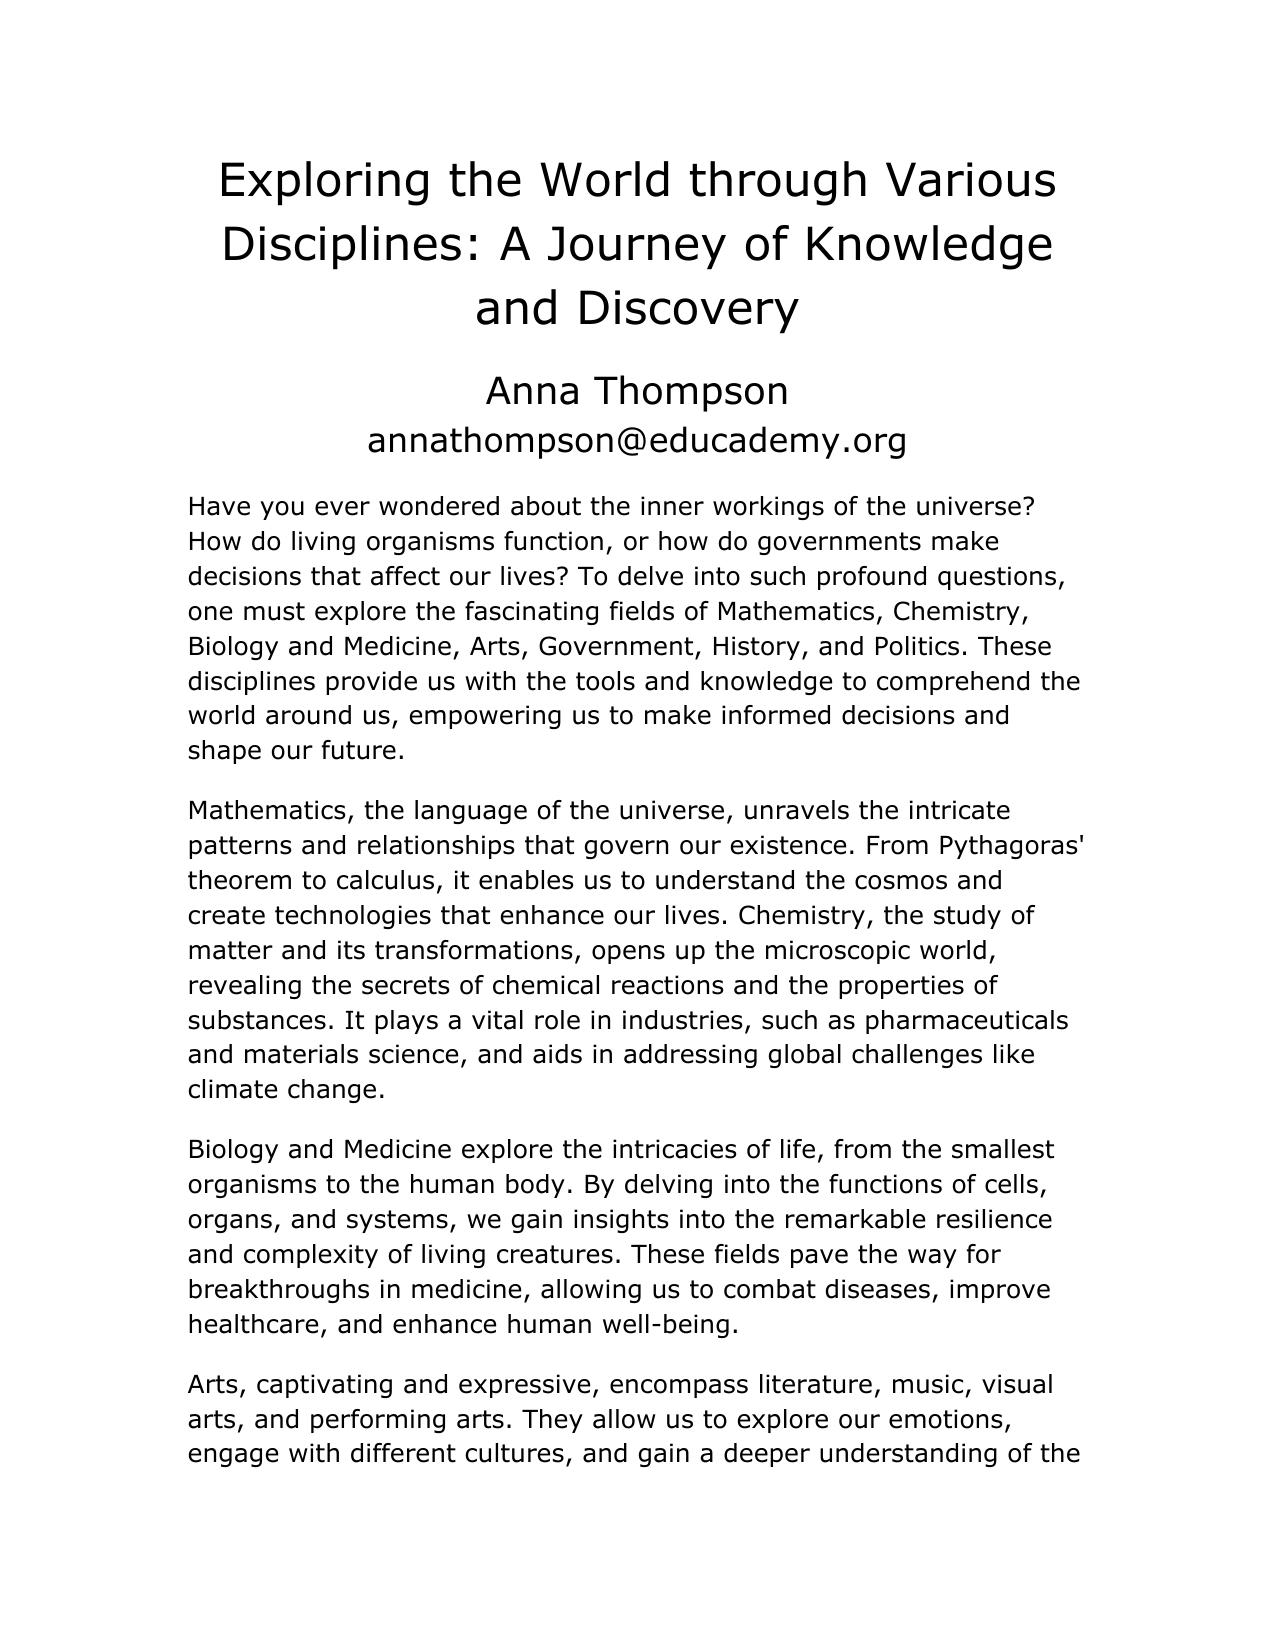 Exploring the World through Various
Disciplines: A Journey of Knowledge
and Discovery
Anna Thompson
annathompson@educademy.org
Have you ever wondered about the inner workings of the universe?
How do living organisms function, or how do governments make
decisions that affect our lives? To delve into such profound questions,
one must explore the fascinating fields of Mathematics, Chemistry,
Biology and Medicine, Arts, Government, History, and Politics. These
disciplines provide us with the tools and knowledge to comprehend the
world around us, empowering us to make informed decisions and
shape our future.
Mathematics, the language of the universe, unravels the intricate
patterns and relationships that govern our existence. From Pythagoras'
theorem to calculus, it enables us to understand the cosmos and
create technologies that enhance our lives. Chemistry, the study of
matter and its transformations, opens up the microscopic world,
revealing the secrets of chemical reactions and the properties of
substances. It plays a vital role in industries, such as pharmaceuticals
and materials science, and aids in addressing global challenges like
climate change.
Biology and Medicine explore the intricacies of life, from the smallest
organisms to the human body. By delving into the functions of cells,
organs, and systems, we gain insights into the remarkable resilience
and complexity of living creatures. These fields pave the way for
breakthroughs in medicine, allowing us to combat diseases, improve
healthcare, and enhance human well-being.
Arts, captivating and expressive, encompass literature, music, visual
arts, and performing arts. They allow us to explore our emotions,
engage with different cultures, and gain a deeper understanding of the